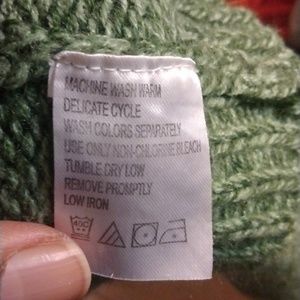 MACHINE WASH WARM
DELICATE CYCLE
WASH COLORS SEPARATELY
USE ONLY NON-CHLORINE BLEACH
TUMBLE DRY LOW
REMOVE PROMPTLY
LOW IRON